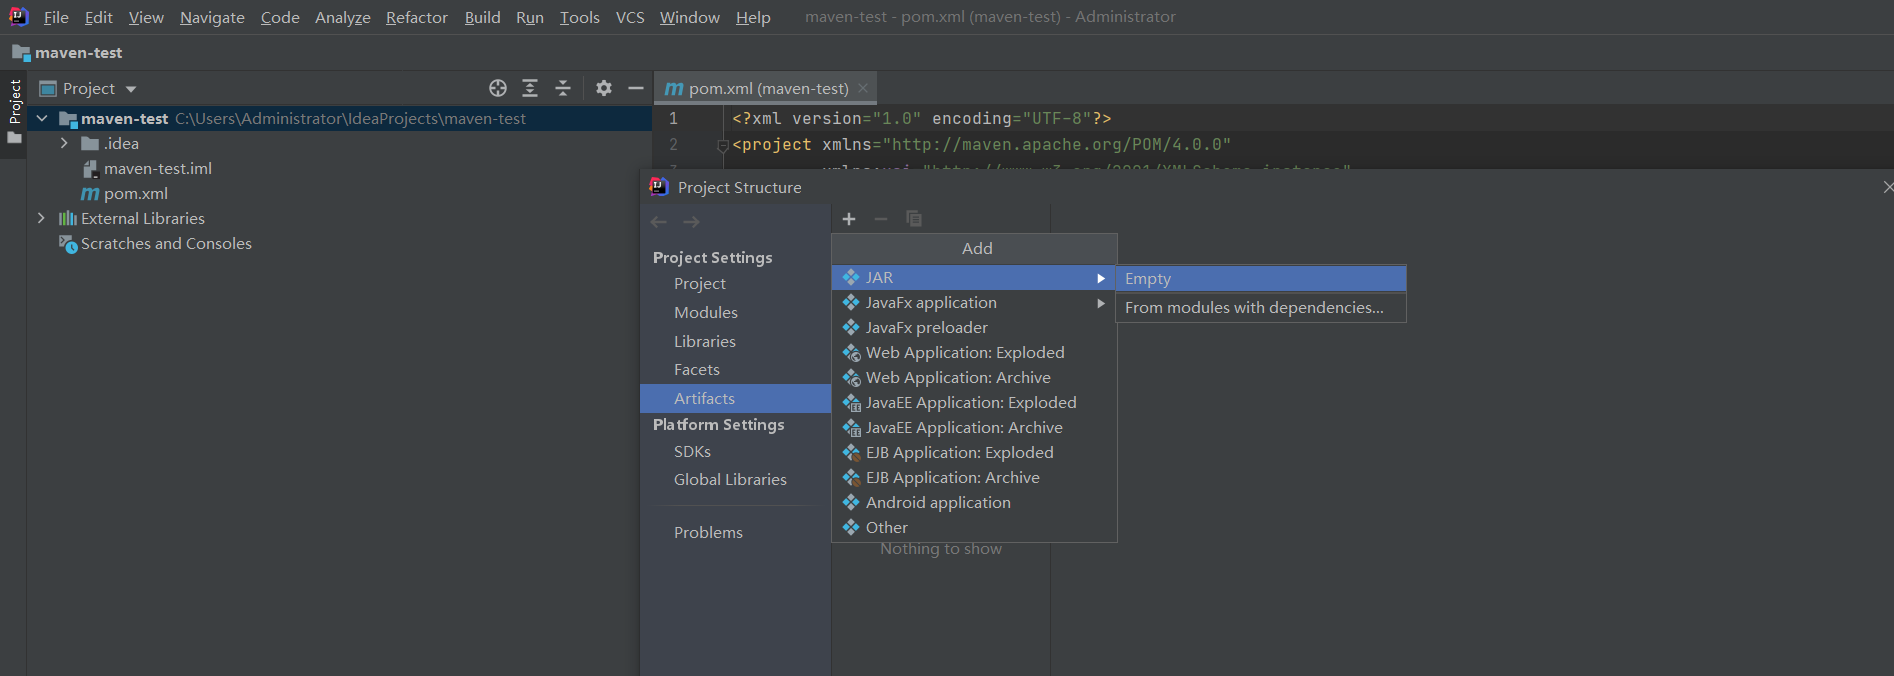 File Edit View Navigate Code Analyze Refactor Build Run Tools VCS Window Help maven-test - pom.xml (maven-test) - Administrator
maven-test
Project
Project
pom.xml (maven-test)
maven-test C:\Users\Administrator\IdeaProjects\maven-test
.idea
maven-test.iml
pom.xml
External Libraries
Scratches and Consoles
1 <?xml version="1.0" encoding="UTF-8"?>
2 <project xmlns="http://maven.apache.org/POM/4.0.0"
Project Structure
Project Settings
Project
Modules
Libraries
Facets
Artifacts
Platform Settings
SDKs
Global Libraries
Problems
Add
JAR
JavaFx application
JavaFx preloader
Web Application: Exploded
Web Application: Archive
JavaEE Application: Exploded
JavaEE Application: Archive
EJB Application: Exploded
EJB Application: Archive
Android application
Other
Nothing to show
Empty
From modules with dependencies...